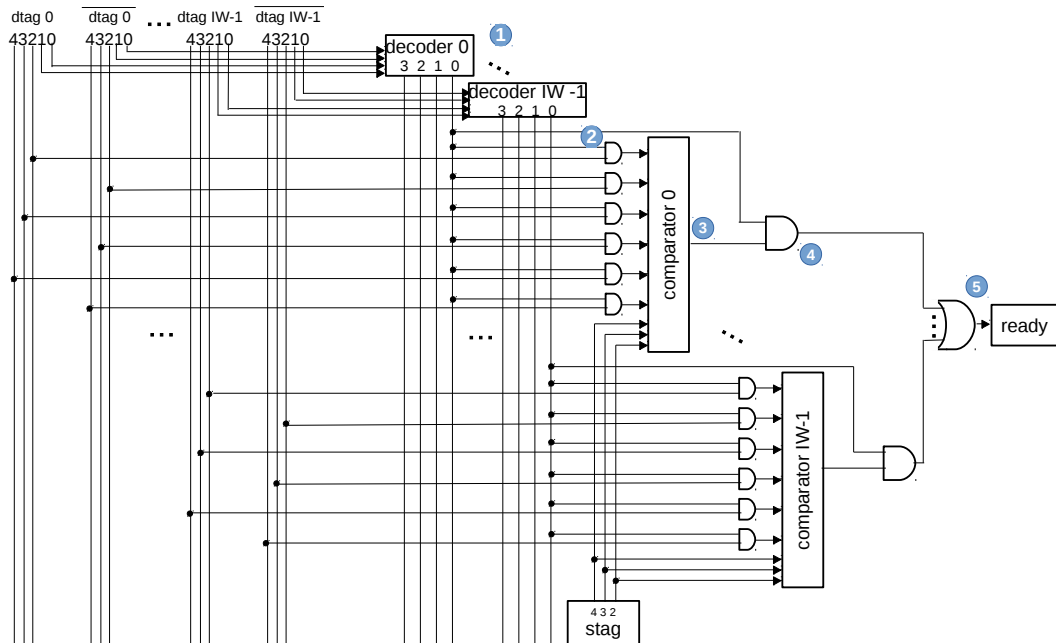 dtag 0 dtag 0 ... dtag IW-1 dtag IW-1
43210 43210 43210 43210
decoder 0
3 2 1 0
1
decoder IW -1
3 2 1 0
2
comparator 0
3
4
5
ready
comparator IW-1
4 3 2
stag